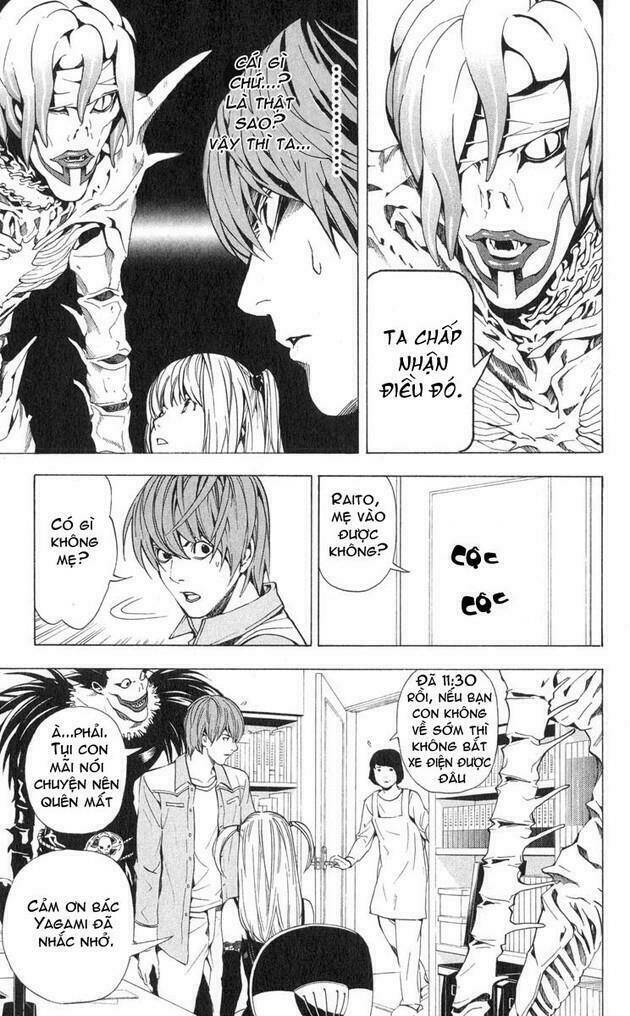 TA CHẤP
NHẬN
ĐIỀU ĐÓ.
CÁI GÌ
CHỨ....?
LÀ THẬT
SAO?
VẬY THÌ TA...
RAITO,
MẸ VÀO
ĐƯỢC
KHÔNG?
CỘC
CỘC
CÓ GÌ
KHÔNG
MẸ?
ĐÃ 11:30
RỒI, NẾU BẠN
CON KHÔNG
VỀ SỚM THÌ
KHÔNG BẮT
XE ĐIỆN ĐƯỢC
ĐÂU
À...PHẢI.
TỤI CON
MÃI NÓI
CHUYỆN NÊN
QUÊN MẤT
CẢM ƠN BÁC
YAGAMI ĐÃ
NHẮC NHỞ.